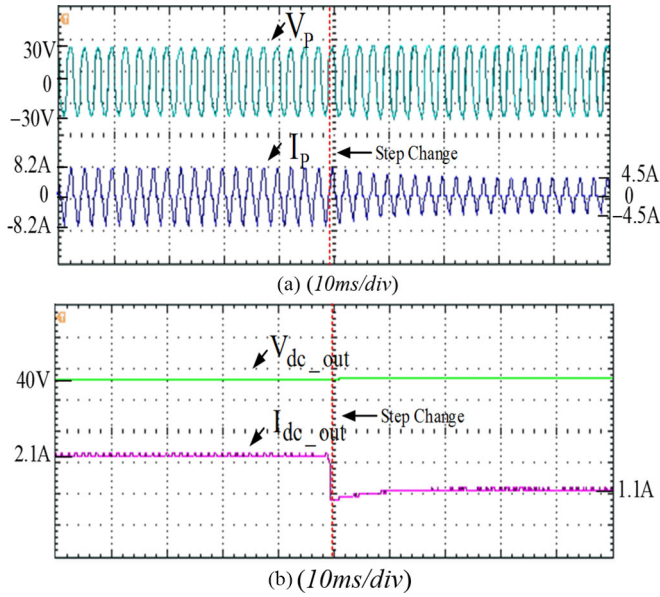 V_P
30V
0
-30V
I_P
8.2A
Step Change
4.5A
0
0
-8.2A
-4.5A
(a) (10ms/div)
V_dc_out
40V
Step Change
I_dc_out
2.1A
1.1A
(b) (10ms/div)